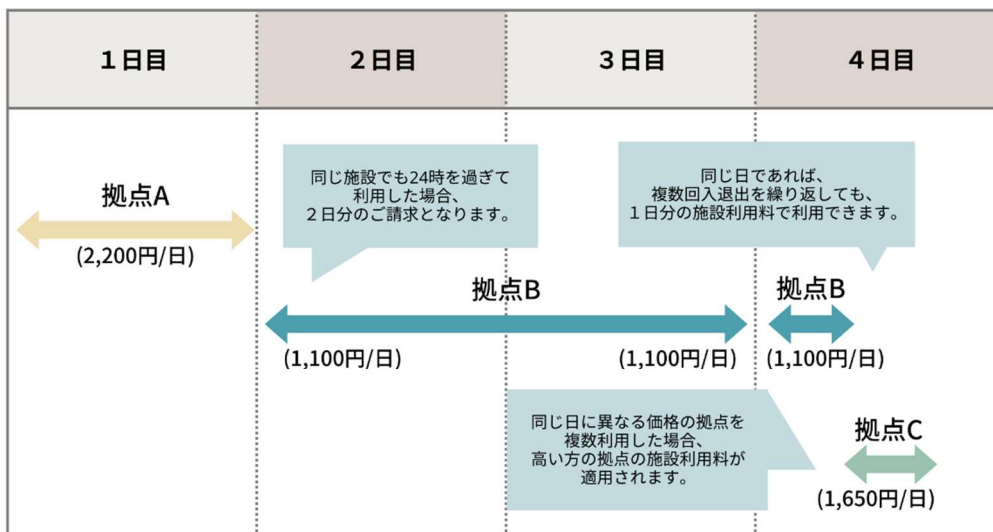 1日目
2日目
3日目
4日目
拠点A
(2,200円/日)
同じ施設でも24時を過ぎて
利用した場合、
２日分のご請求となります。
同じ日であれば、
複数回入退出を繰り返しても、
１日分の施設利用料で利用できます。
拠点B
(1,100円/日)
(1,100円/日)
拠点B
(1,100円/日)
同じ日に異なる価格の拠点を
複数利用した場合、
高い方の拠点の施設利用料が
適用されます。
拠点C
(1,650円/日)